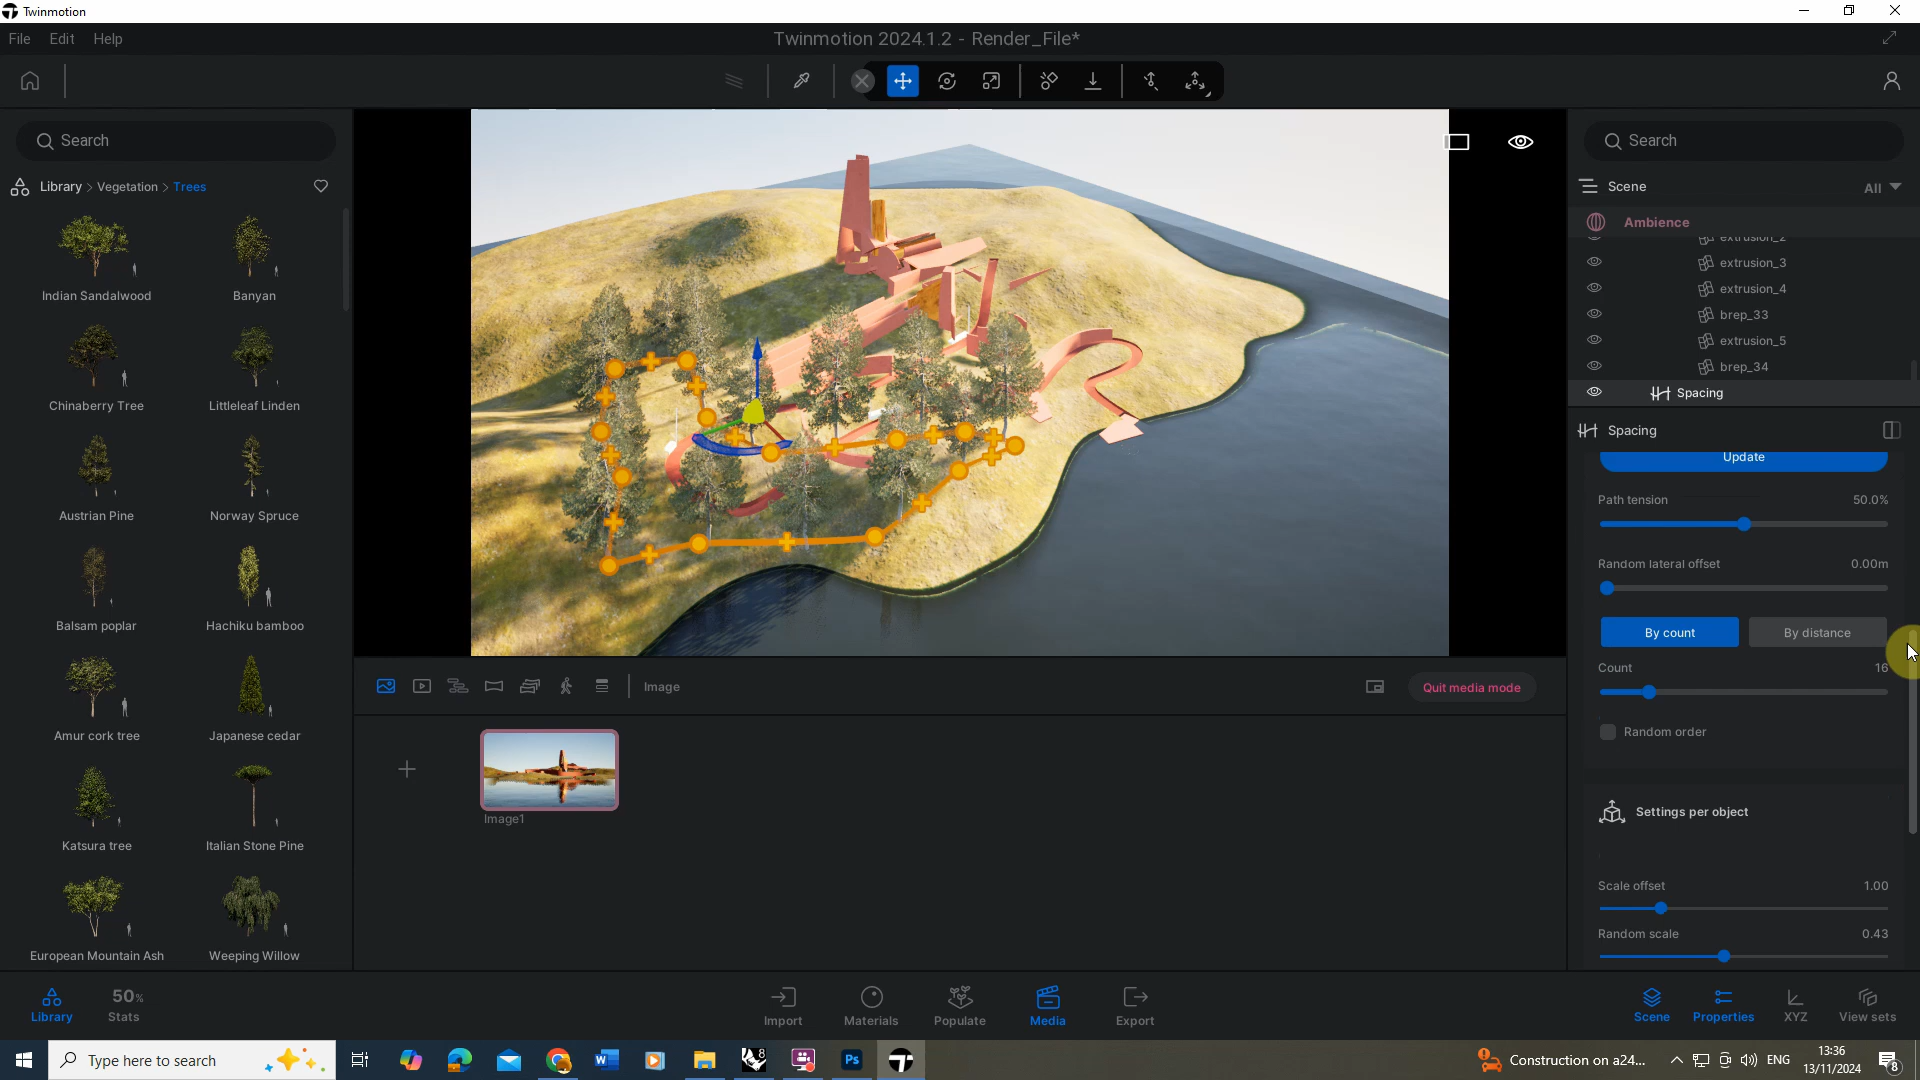 Twinmotion
File Edit Help
Twinmotion 2024.1.2 - Render_File*
Search
Library > Vegetation > Trees
Indian Sandalwood
Banyan
Chinaberry Tree
Littleleaf Linden
Austrian Pine
Norway Spruce
Balsam poplar
Hachiku bamboo
Amur cork tree
Japanese cedar
Katsura tree
Italian Stone Pine
European Mountain Ash
Weeping Willow
Image
Quit media mode
Image1
Search
Scene
All
Ambience
extrusion_2
extrusion_3
extrusion_4
brep_33
extrusion_5
brep_34
Spacing
Spacing
Update
Path tension 50.0%
Random lateral offset 0.00m
By count By distance
Count 16
Random order
Settings per object
Scale offset 1.00
Random scale 0.43
Library
50% Stats
Import
Materials
Populate
Media
Export
Scene
Properties
XYZ
View sets
Type here to search
Construction on a24...
ENG
13:36
13/11/2024
8